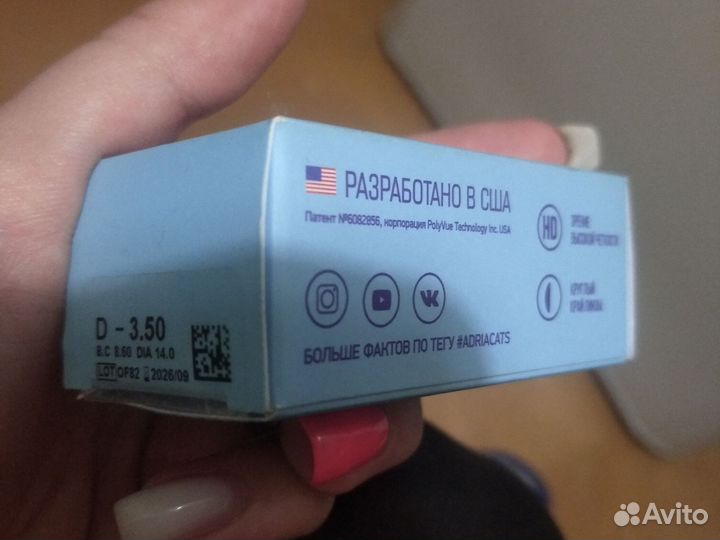 РАЗРАБОТАНО В США
Патент №6082856, корпорация PolyVue Technology Inc. USA
HD
ЗРЕНИЕ
ВЫСОКОЙ ЧЕТКОСТИ
КРУГЛЫЙ
КРАЙ ЛИНЗЫ
БОЛЬШЕ ФАКТОВ ПО ТЕГУ #ADRIACATS
D - 3.50
B.C 8.60 DIA 14.0
LOT OF82 2026/09
Avito